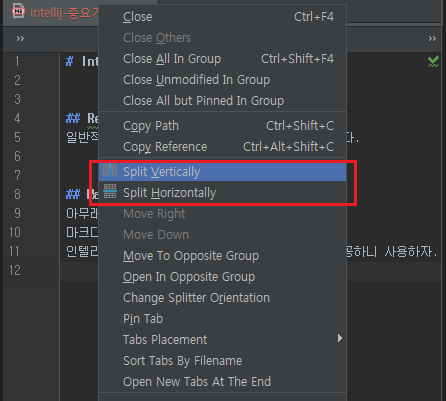 intellij-중요
Close Ctrl+F4
Close Others
Close All In Group Ctrl+Shift+F4
Close Unmodified In Group
Close All but Pinned In Group
Copy Path Ctrl+Shift+C
Copy Reference Ctrl+Alt+Shift+C
Split Vertically
Split Horizontally
Move Right
Move Down
Move To Opposite Group
Open In Opposite Group
Change Splitter Orientation
Pin Tab
Tabs Placement
Sort Tabs By Filename
Open New Tabs At The End
»
»
1 # Int
2
3
4 ## Re
5 일반적 다.
6
7
8 ##
9 아무래
10 마크다
11 인텔리 하니 사용하자.
12